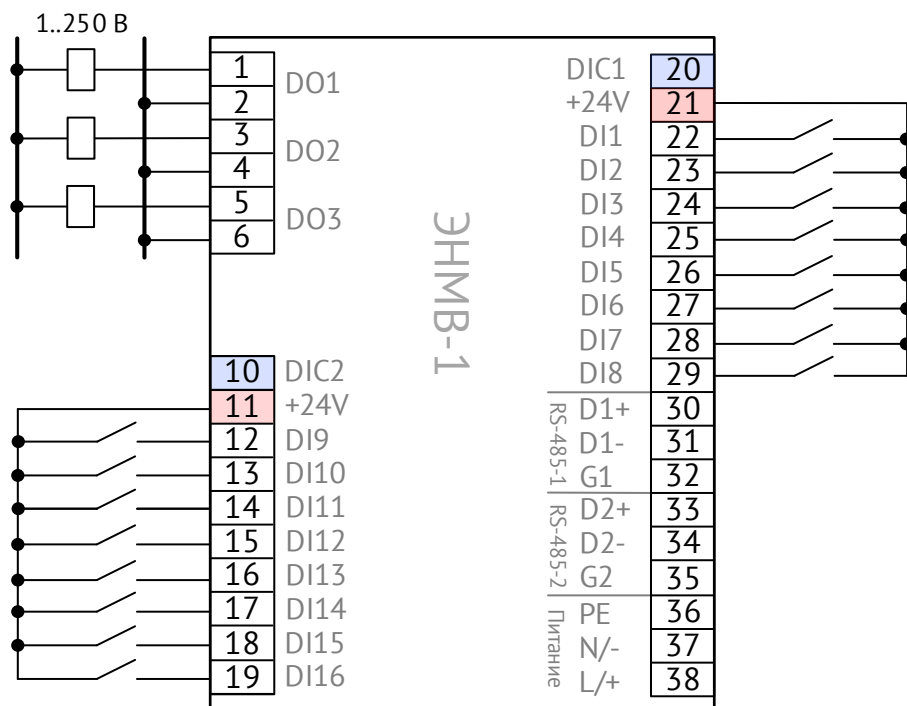 1..250 В
1
DO1
2
3
DO2
4
5
DO3
6
ЭНМВ-1
10 DIC2
11 +24V
12 DI9
13 DI10
14 DI11
15 DI12
16 DI13
17 DI14
18 DI15
19 DI16
DIC1 20
+24V 21
DI1 22
DI2 23
DI3 24
DI4 25
DI5 26
DI6 27
DI7 28
DI8 29
RS-485-1
D1+ 30
D1- 31
G1 32
RS-485-2
D2+ 33
D2- 34
G2 35
Питание
PE 36
N/- 37
L/+ 38